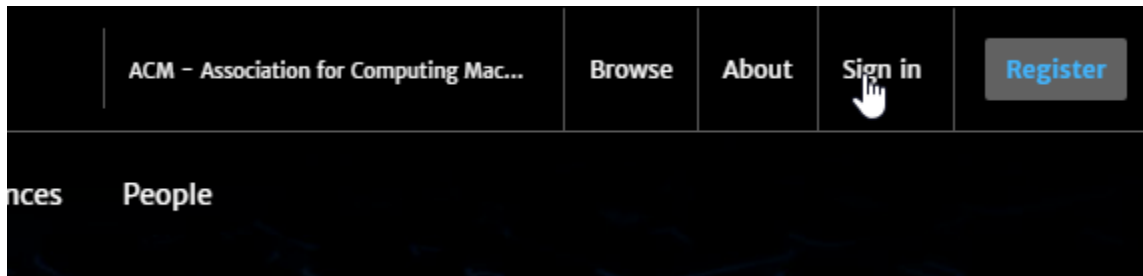 ACM - Association for Computing Mac... Browse About Sign in Register
nces People